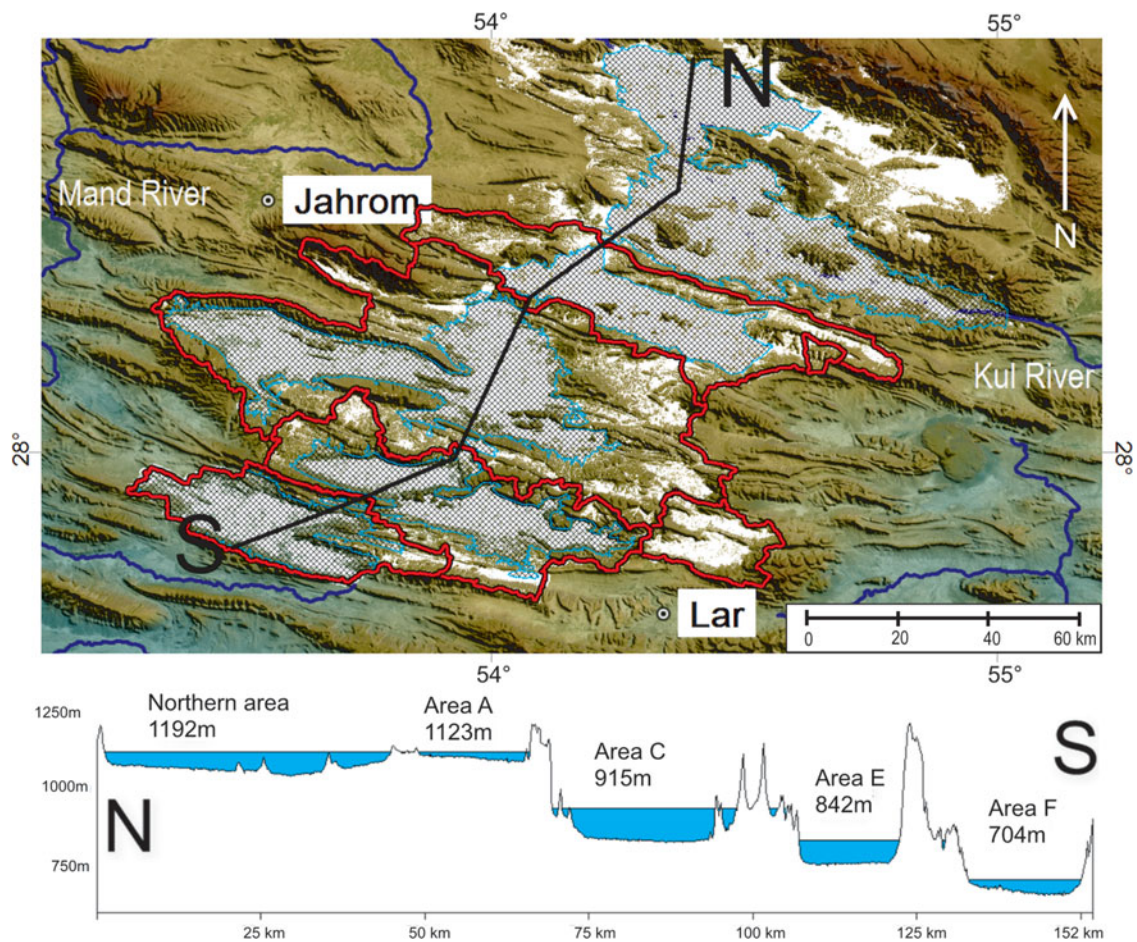 54°
55°
N
Mand River
Jahrom
N
Kul River
28°
28°
S
Lar
0 20 40 60 km
54°
55°
1250m
1000m
750m
Northern area
1192m
Area A
1123m
Area C
915m
Area E
842m
Area F
704m
N
S
25 km 50 km 75 km 100 km 125 km 152 km